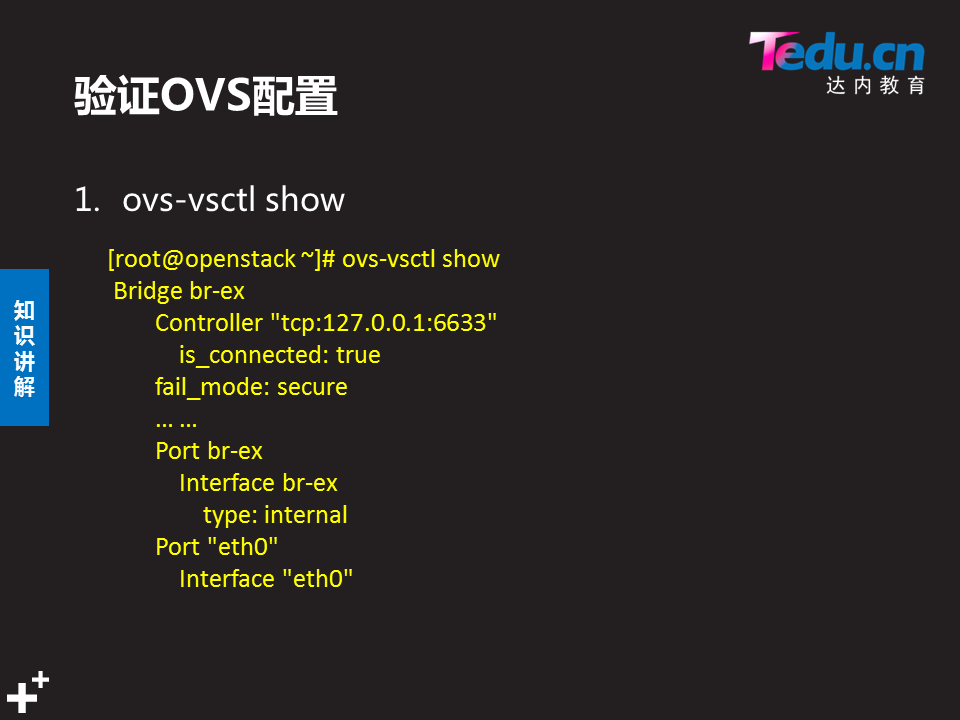 Tedu.cn
达内教育
验证OVS配置
1. ovs-vsctl show
[root@openstack ~]# ovs-vsctl show
Bridge br-ex
Controller "tcp:127.0.0.1:6633"
is_connected: true
fail_mode: secure
... ...
Port br-ex
Interface br-ex
type: internal
Port "eth0"
Interface "eth0"
知识讲解